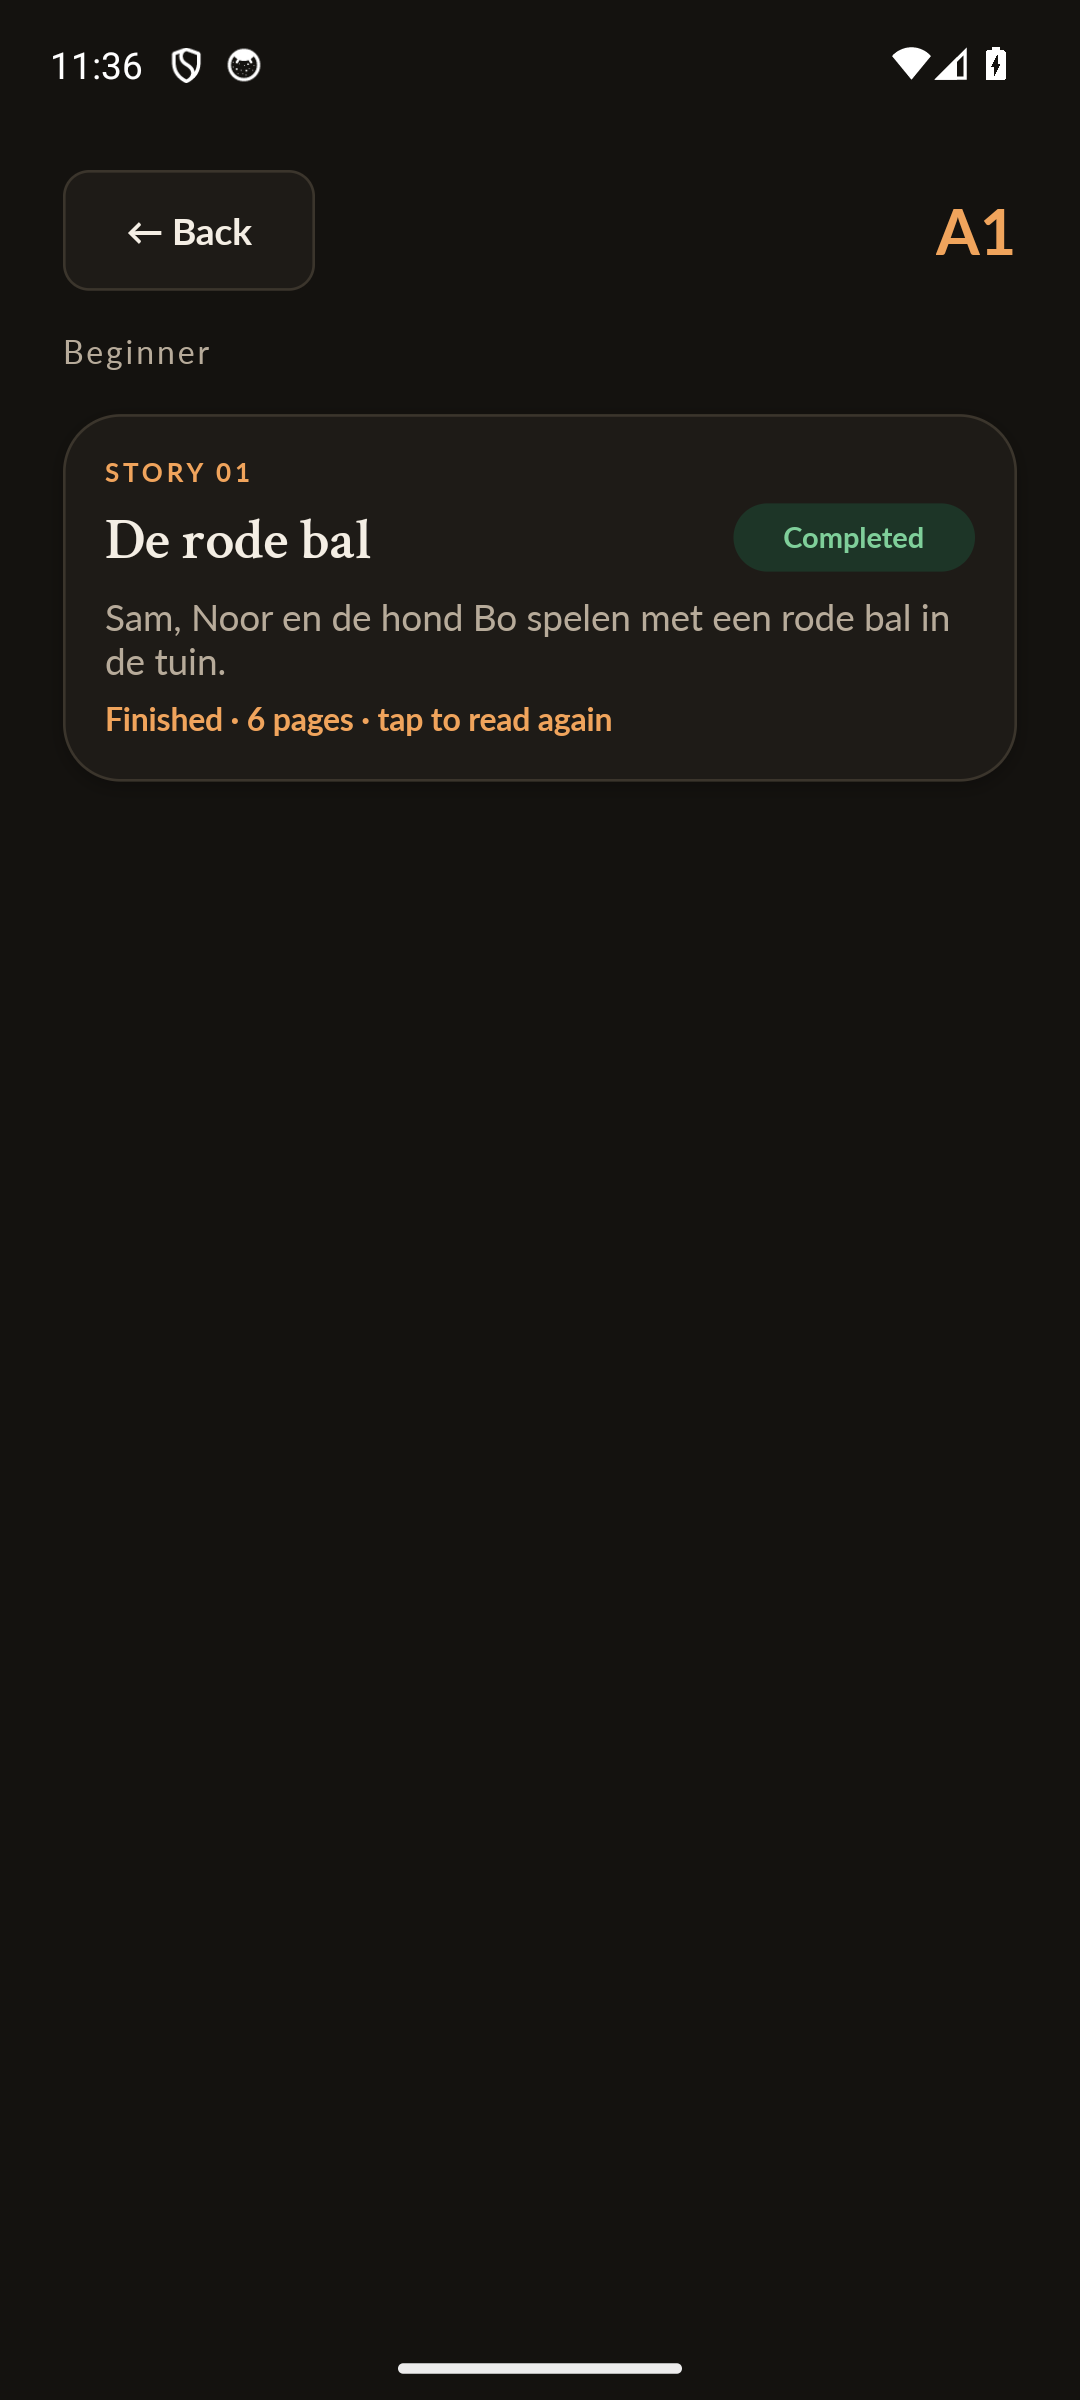 11:36
← Back
A1
Beginner
STORY 01
De rode bal
Completed
Sam, Noor en de hond Bo spelen met een rode bal in
de tuin.
Finished · 6 pages · tap to read again